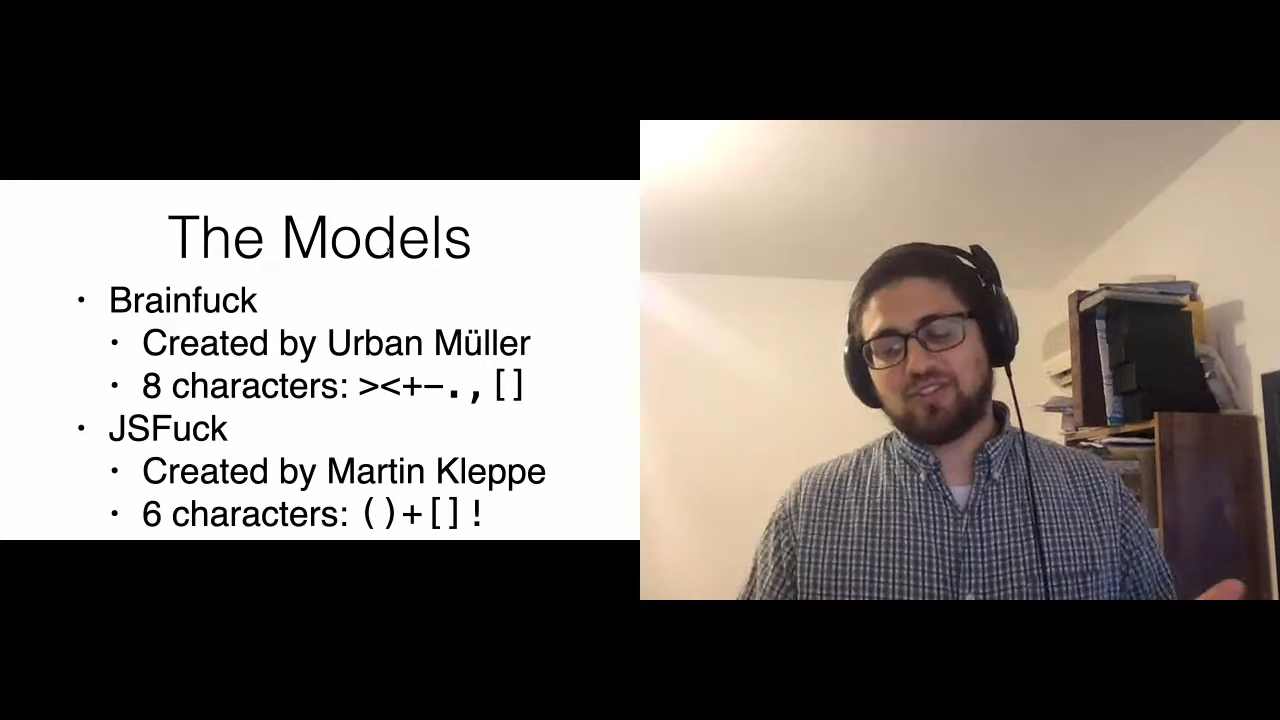 The Models
• Brainfuck
• Created by Urban Müller
• 8 characters: ><+-.,[]
• JSFuck
• Created by Martin Kleppe
• 6 characters: ()+[]!